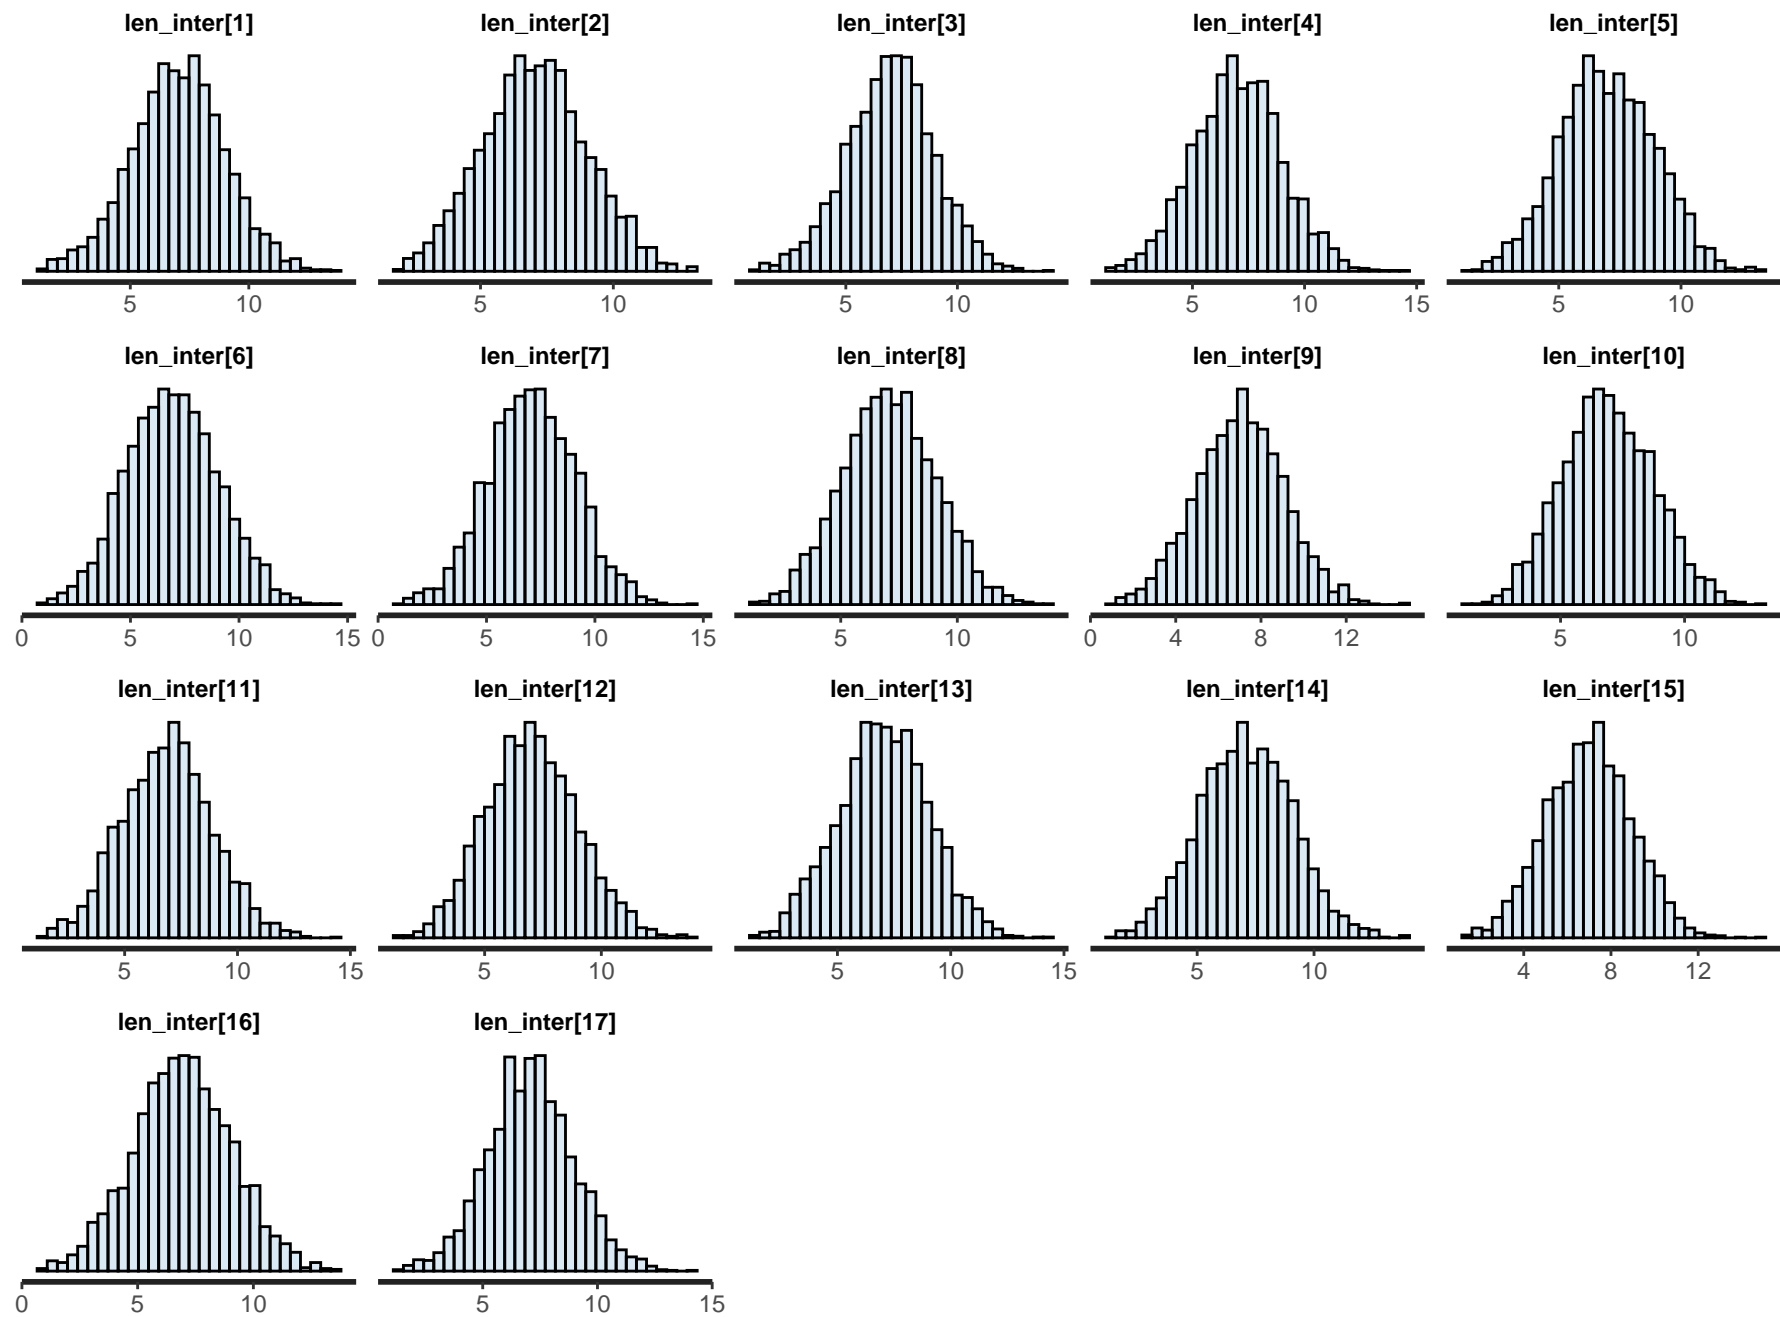 len_inter[1] len_inter[2] len_inter[3] len_inter[4] len_inter[5]
5 10 5 10 5 10 5 10 15 5 10
len_inter[6] len_inter[7] len_inter[8] len_inter[9] len_inter[10]
0 5 10 15 0 5 10 15 5 10 0 4 8 12 5 10
len_inter[11] len_inter[12] len_inter[13] len_inter[14] len_inter[15]
5 10 15 5 10 5 10 15 5 10 4 8 12
len_inter[16] len_inter[17]
0 5 10 5 10 15